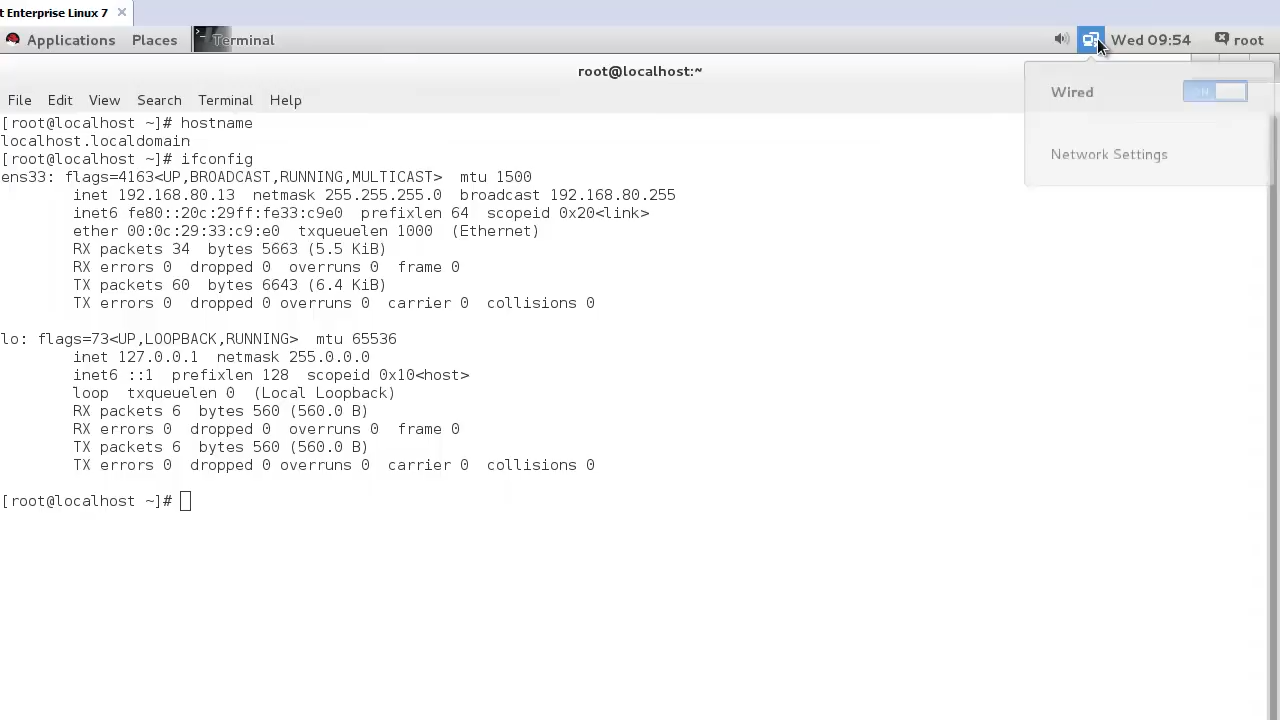 t Enterprise Linux 7
Applications Places Terminal Wed 09:54 root
root@localhost:~
Wired ON
File Edit View Search Terminal Help
[root@localhost ~]# hostname
localhost.localdomain
Network Settings
[root@localhost ~]# ifconfig
ens33: flags=4163<UP,BROADCAST,RUNNING,MULTICAST>  mtu 1500
        inet 192.168.80.13  netmask 255.255.255.0  broadcast 192.168.80.255
        inet6 fe80::20c:29ff:fe33:c9e0  prefixlen 64  scopeid 0x20<link>
        ether 00:0c:29:33:c9:e0  txqueuelen 1000  (Ethernet)
        RX packets 34  bytes 5663 (5.5 KiB)
        RX errors 0  dropped 0  overruns 0  frame 0
        TX packets 60  bytes 6643 (6.4 KiB)
        TX errors 0  dropped 0 overruns 0  carrier 0  collisions 0
lo: flags=73<UP,LOOPBACK,RUNNING>  mtu 65536
        inet 127.0.0.1  netmask 255.0.0.0
        inet6 ::1  prefixlen 128  scopeid 0x10<host>
        loop  txqueuelen 0  (Local Loopback)
        RX packets 6  bytes 560 (560.0 B)
        RX errors 0  dropped 0  overruns 0  frame 0
        TX packets 6  bytes 560 (560.0 B)
        TX errors 0  dropped 0 overruns 0  carrier 0  collisions 0
[root@localhost ~]#